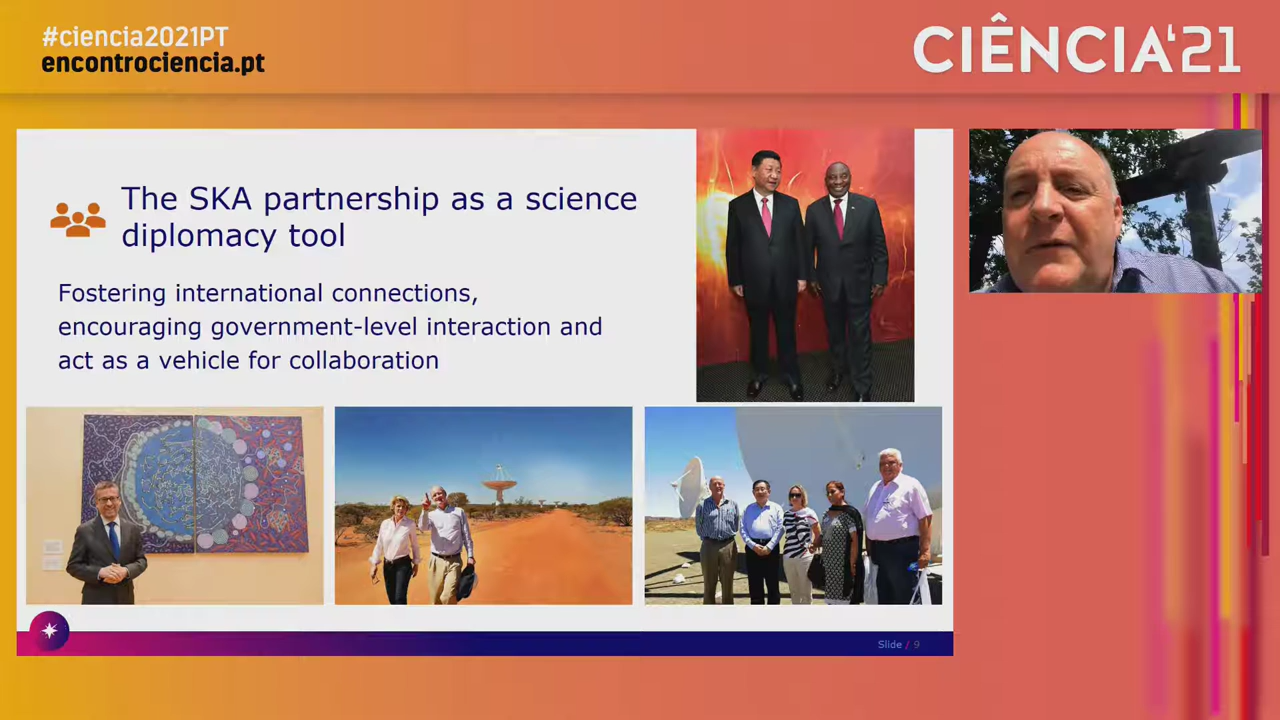 #ciencia2021PT
encontrociencia.pt
CIÊNCIA'21
The SKA partnership as a science
diplomacy tool
Fostering international connections,
encouraging government-level interaction and
act as a vehicle for collaboration
Slide / 9